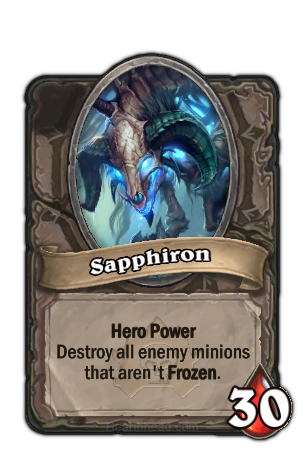 Sapphiron
Hero Power
Destroy all enemy minions
that aren't Frozen.
30